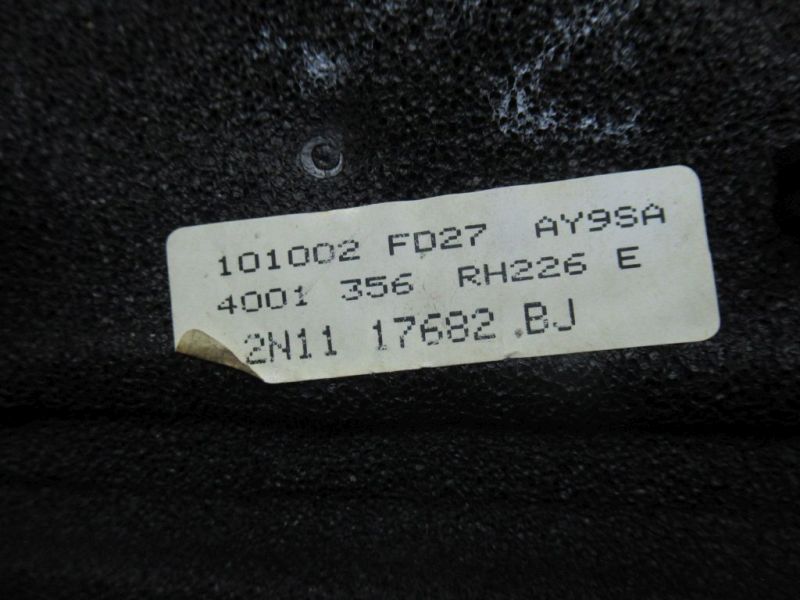 101002 FD27 AY9SA
4001 356 RH226 E
2N11 17682 .BJ